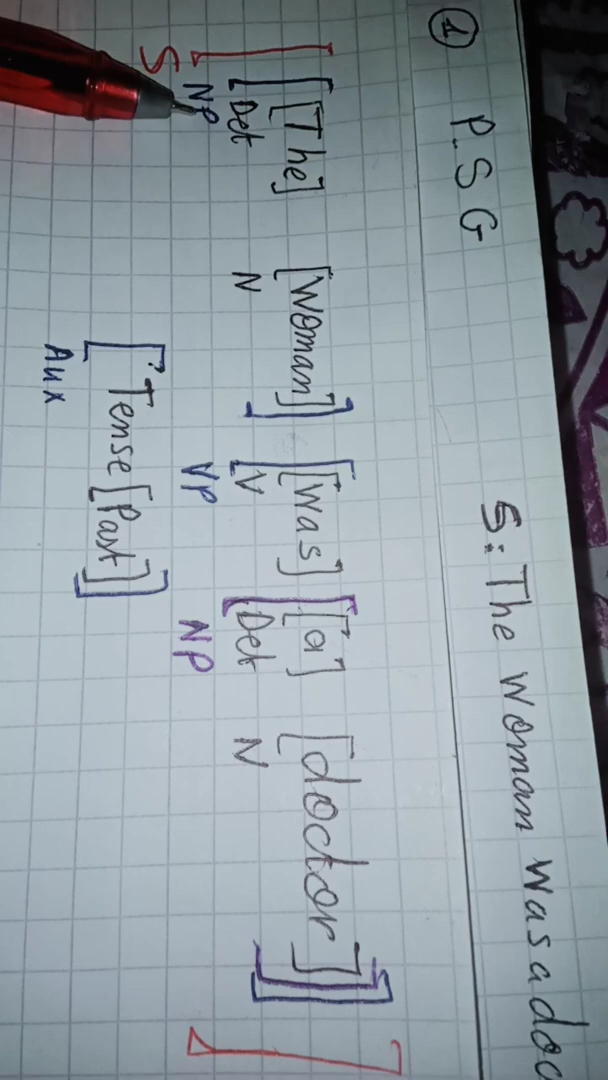 ① P.S G
S: The woman was a doc
[ [ [The] [woman] ] [ [was] [ [a] [doctor] ] ] ]
S NP Det N VP V NP Det N
[Tense [Past]]
Aux